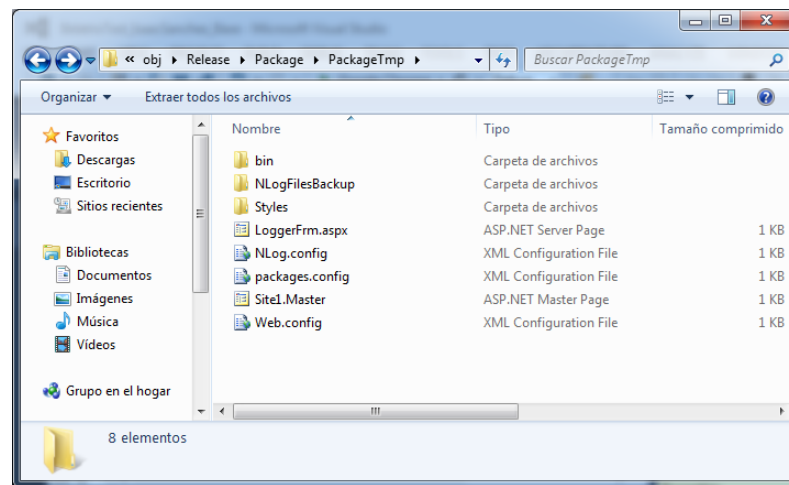 « obj ▸ Release ▸ Package ▸ PackageTmp ▸ Buscar PackageTmp
Organizar Extraer todos los archivos
Favoritos
Descargas
Escritorio
Sitios recientes
Bibliotecas
Documentos
Imágenes
Música
Vídeos
Grupo en el hogar
Nombre Tipo Tamaño comprimido
bin Carpeta de archivos
NLogFilesBackup Carpeta de archivos
Styles Carpeta de archivos
LoggerFrm.aspx ASP.NET Server Page 1 KB
NLog.config XML Configuration File 1 KB
packages.config XML Configuration File 1 KB
Site1.Master ASP.NET Master Page 1 KB
Web.config XML Configuration File 1 KB
8 elementos